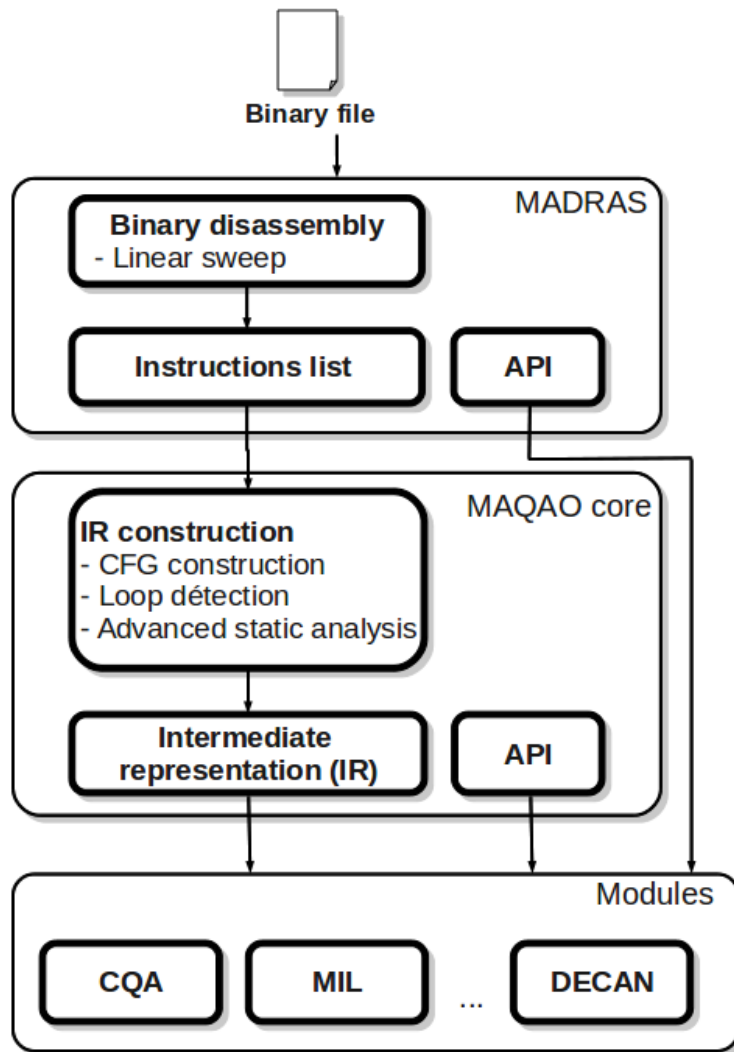 Binary file
MADRAS
Binary disassembly
- Linear sweep
Instructions list
API
MAQAO core
IR construction
- CFG construction
- Loop détection
- Advanced static analysis
Intermediate
representation (IR)
API
Modules
CQA
MIL
...
DECAN